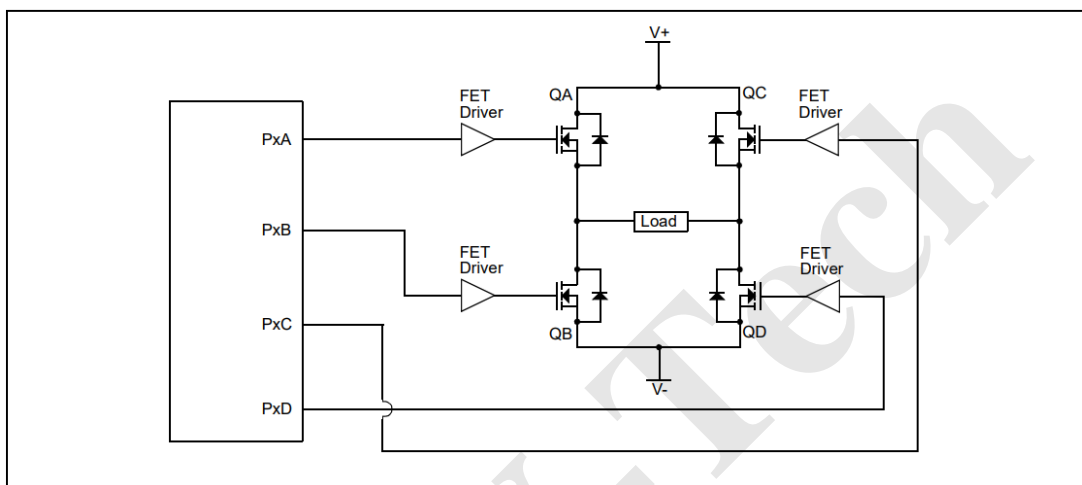 V+
FET
Driver
QA
QC
FET
Driver
PxA
PxB
Load
FET
Driver
FET
Driver
PxC
QB
QD
V-
PxD